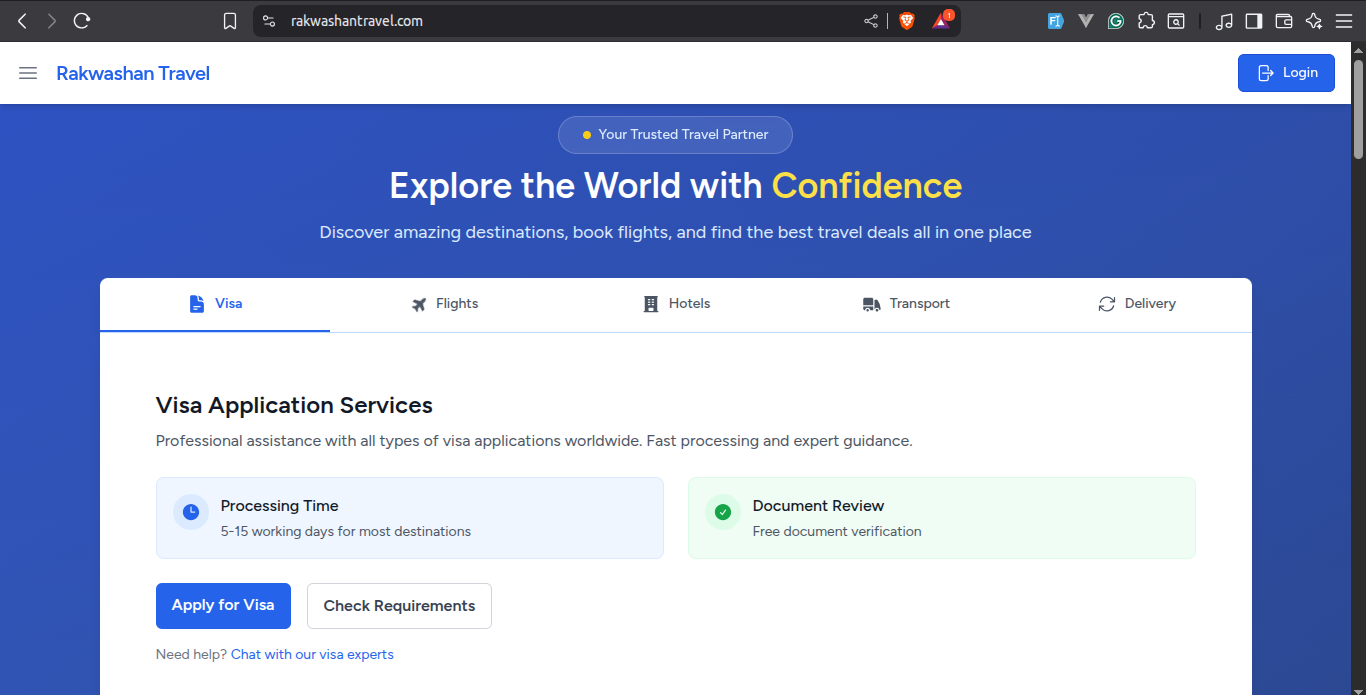 rakwashantravel.com
1
Rakwashan Travel
Login
Your Trusted Travel Partner
Explore the World with Confidence
Discover amazing destinations, book flights, and find the best travel deals all in one place
Visa
Flights
Hotels
Transport
Delivery
Visa Application Services
Professional assistance with all types of visa applications worldwide. Fast processing and expert guidance.
Processing Time
5-15 working days for most destinations
Document Review
Free document verification
Apply for Visa
Check Requirements
Need help? Chat with our visa experts